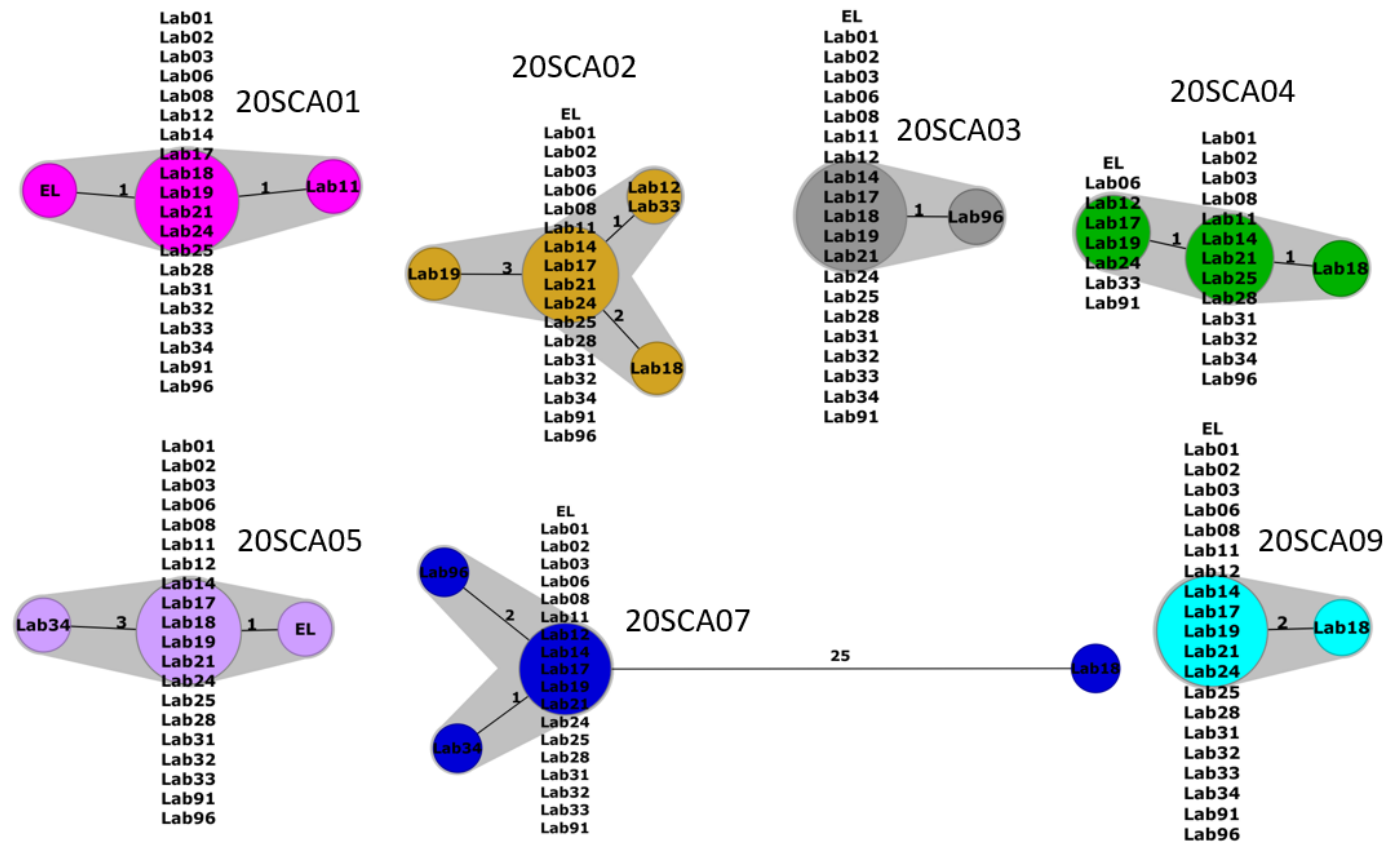 20SCA01
Lab01
Lab02
Lab03
Lab06
Lab08
Lab12
Lab14
Lab17
Lab18
Lab19
Lab21
Lab24
Lab25
Lab28
Lab31
Lab32
Lab33
Lab34
Lab91
Lab96
EL
1
1
Lab11
20SCA02
EL
Lab01
Lab02
Lab03
Lab06
Lab08
Lab11
Lab14
Lab17
Lab21
Lab24
Lab25
Lab28
Lab31
Lab32
Lab34
Lab91
Lab96
Lab12
Lab33
1
Lab19
3
2
Lab18
20SCA03
EL
Lab01
Lab02
Lab03
Lab06
Lab08
Lab11
Lab12
Lab14
Lab17
Lab18
Lab19
Lab21
Lab24
Lab25
Lab28
Lab31
Lab32
Lab33
Lab34
Lab91
1
Lab96
20SCA04
EL
Lab06
Lab12
Lab17
Lab19
Lab24
Lab33
Lab91
1
Lab01
Lab02
Lab03
Lab08
Lab11
Lab14
Lab21
Lab25
Lab28
Lab31
Lab32
Lab34
Lab96
1
Lab18
20SCA05
Lab01
Lab02
Lab03
Lab06
Lab08
Lab11
Lab12
Lab14
Lab17
Lab18
Lab19
Lab21
Lab24
Lab25
Lab28
Lab31
Lab32
Lab33
Lab91
Lab96
Lab34
3
1
EL
20SCA07
EL
Lab01
Lab02
Lab03
Lab06
Lab08
Lab11
Lab12
Lab14
Lab17
Lab19
Lab21
Lab24
Lab25
Lab28
Lab31
Lab32
Lab33
Lab91
Lab96
2
1
Lab34
25
Lab18
20SCA09
EL
Lab01
Lab02
Lab03
Lab06
Lab08
Lab11
Lab12
Lab14
Lab17
Lab19
Lab21
Lab24
Lab25
Lab28
Lab31
Lab32
Lab33
Lab34
Lab91
Lab96
2
Lab18